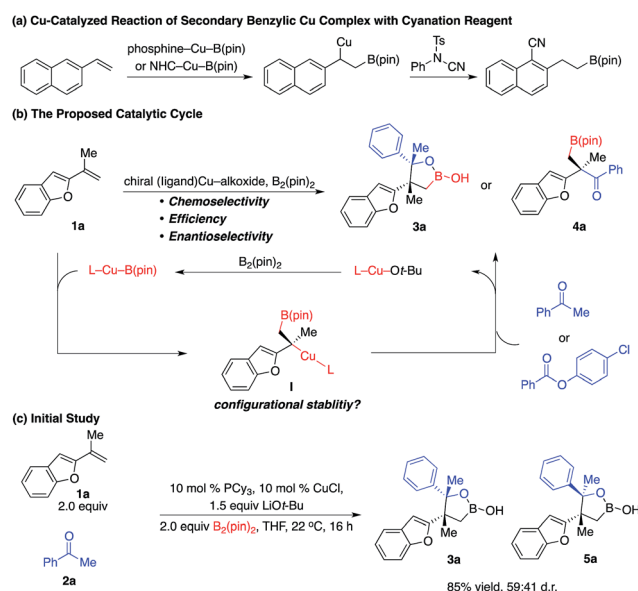 (a) Cu-Catalyzed Reaction of Secondary Benzylic Cu Complex with Cyanation Reagent
phosphine–Cu–B(pin)
or NHC–Cu–B(pin)
Cu
B(pin)
Ts
N
Ph CN
CN
B(pin)
(b) The Proposed Catalytic Cycle
Me
O
1a
chiral (ligand)Cu–alkoxide, B2(pin)2
• Chemoselectivity
• Efficiency
• Enantioselectivity
Me
O
B–OH
Me
O
3a
or
B(pin)
Me
Ph
O
O
4a
L–Cu–B(pin)
B2(pin)2
L–Cu–Ot-Bu
B(pin)
Me
Cu
L
O
I
configurational stablitiy?
O
Ph Me
or
Cl
O
Ph O
(c) Initial Study
Me
O
1a
2.0 equiv
O
Ph Me
2a
10 mol % PCy3, 10 mol % CuCl,
1.5 equiv LiOt-Bu
2.0 equiv B2(pin)2, THF, 22 ºC, 16 h
Me
O
B–OH
Me
O
3a
Me
O
B–OH
Me
O
5a
85% yield, 59:41 d.r.